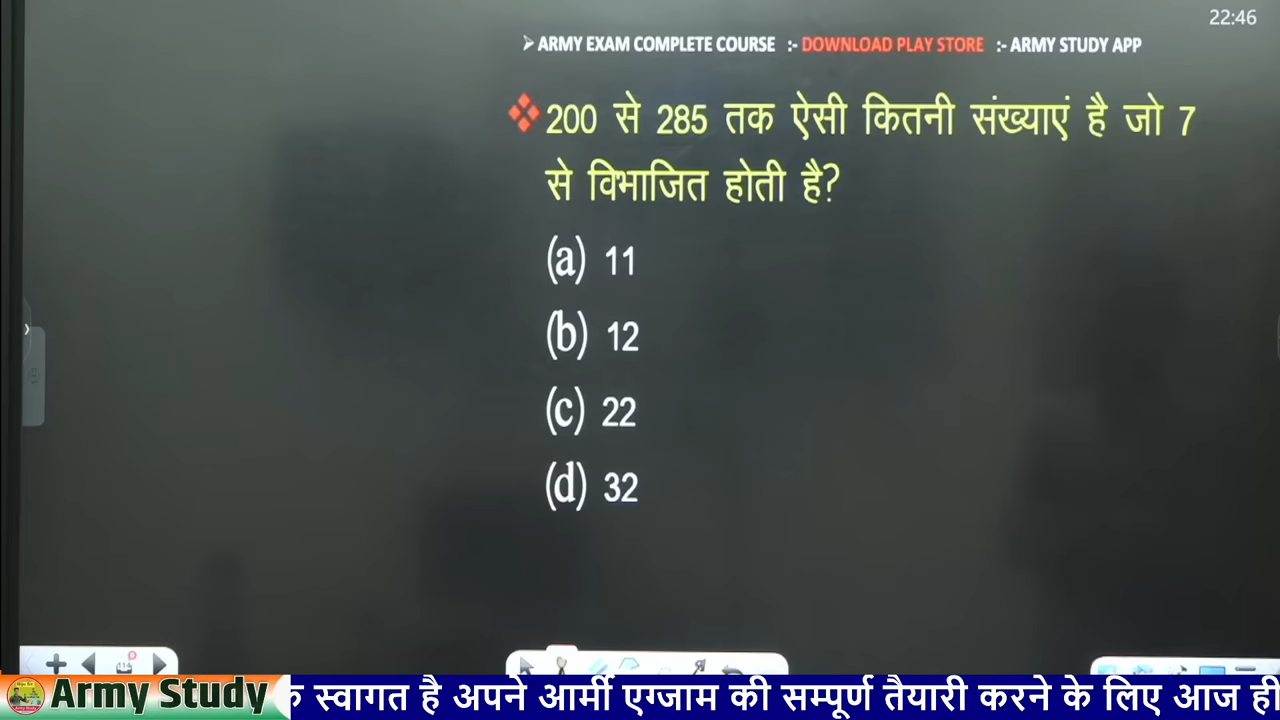 22:46
➤ ARMY EXAM COMPLETE COURSE :- DOWNLOAD PLAY STORE :- ARMY STUDY APP
❖ 200 से 285 तक ऐसी कितनी संख्याएं है जो 7
से विभाजित होती है?
(a) 11
(b) 12
(c) 22
(d) 32
114
Army Study स्वागत है अपने आर्मी एग्जाम की सम्पूर्ण तैयारी करने के लिए आज ही